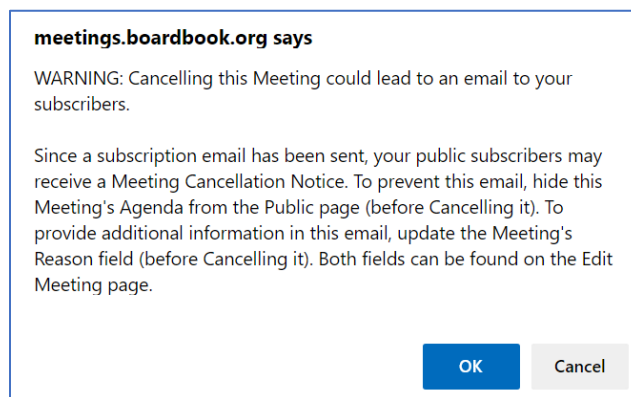 meetings.boardbook.org says
WARNING: Cancelling this Meeting could lead to an email to your
subscribers.
Since a subscription email has been sent, your public subscribers may
receive a Meeting Cancellation Notice. To prevent this email, hide this
Meeting's Agenda from the Public page (before Cancelling it). To
provide additional information in this email, update the Meeting's
Reason field (before Cancelling it). Both fields can be found on the Edit
Meeting page.
OK Cancel